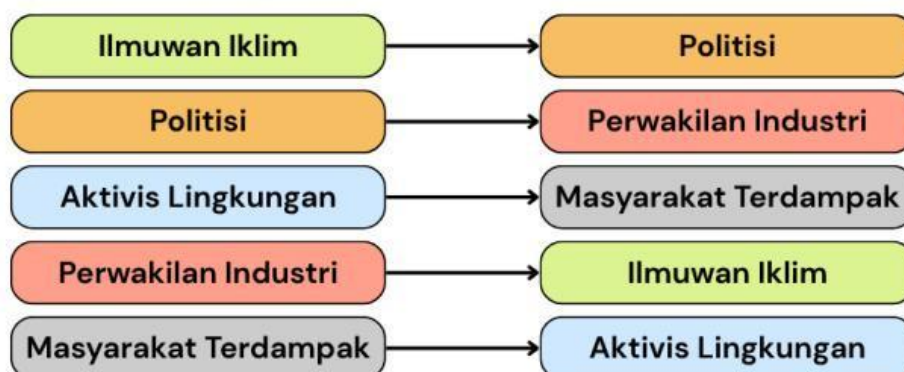 Ilmuwan Iklim
Politisi
Politisi
Perwakilan Industri
Aktivis Lingkungan
Masyarakat Terdampak
Perwakilan Industri
Ilmuwan Iklim
Masyarakat Terdampak
Aktivis Lingkungan